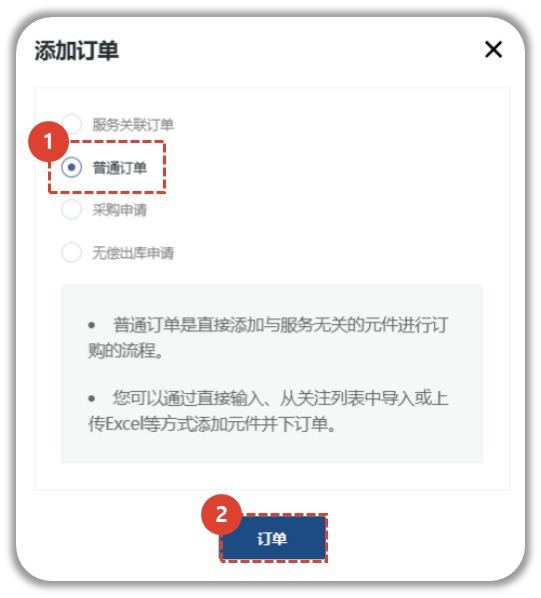 添加订单
服务关联订单
1
普通订单
采购申请
无偿出库申请
• 普通订单是直接添加与服务无关的元件进行订
购的流程。
• 您可以通过直接输入、从关注列表中导入或上
传Excel等方式添加元件并下订单。
2
订单